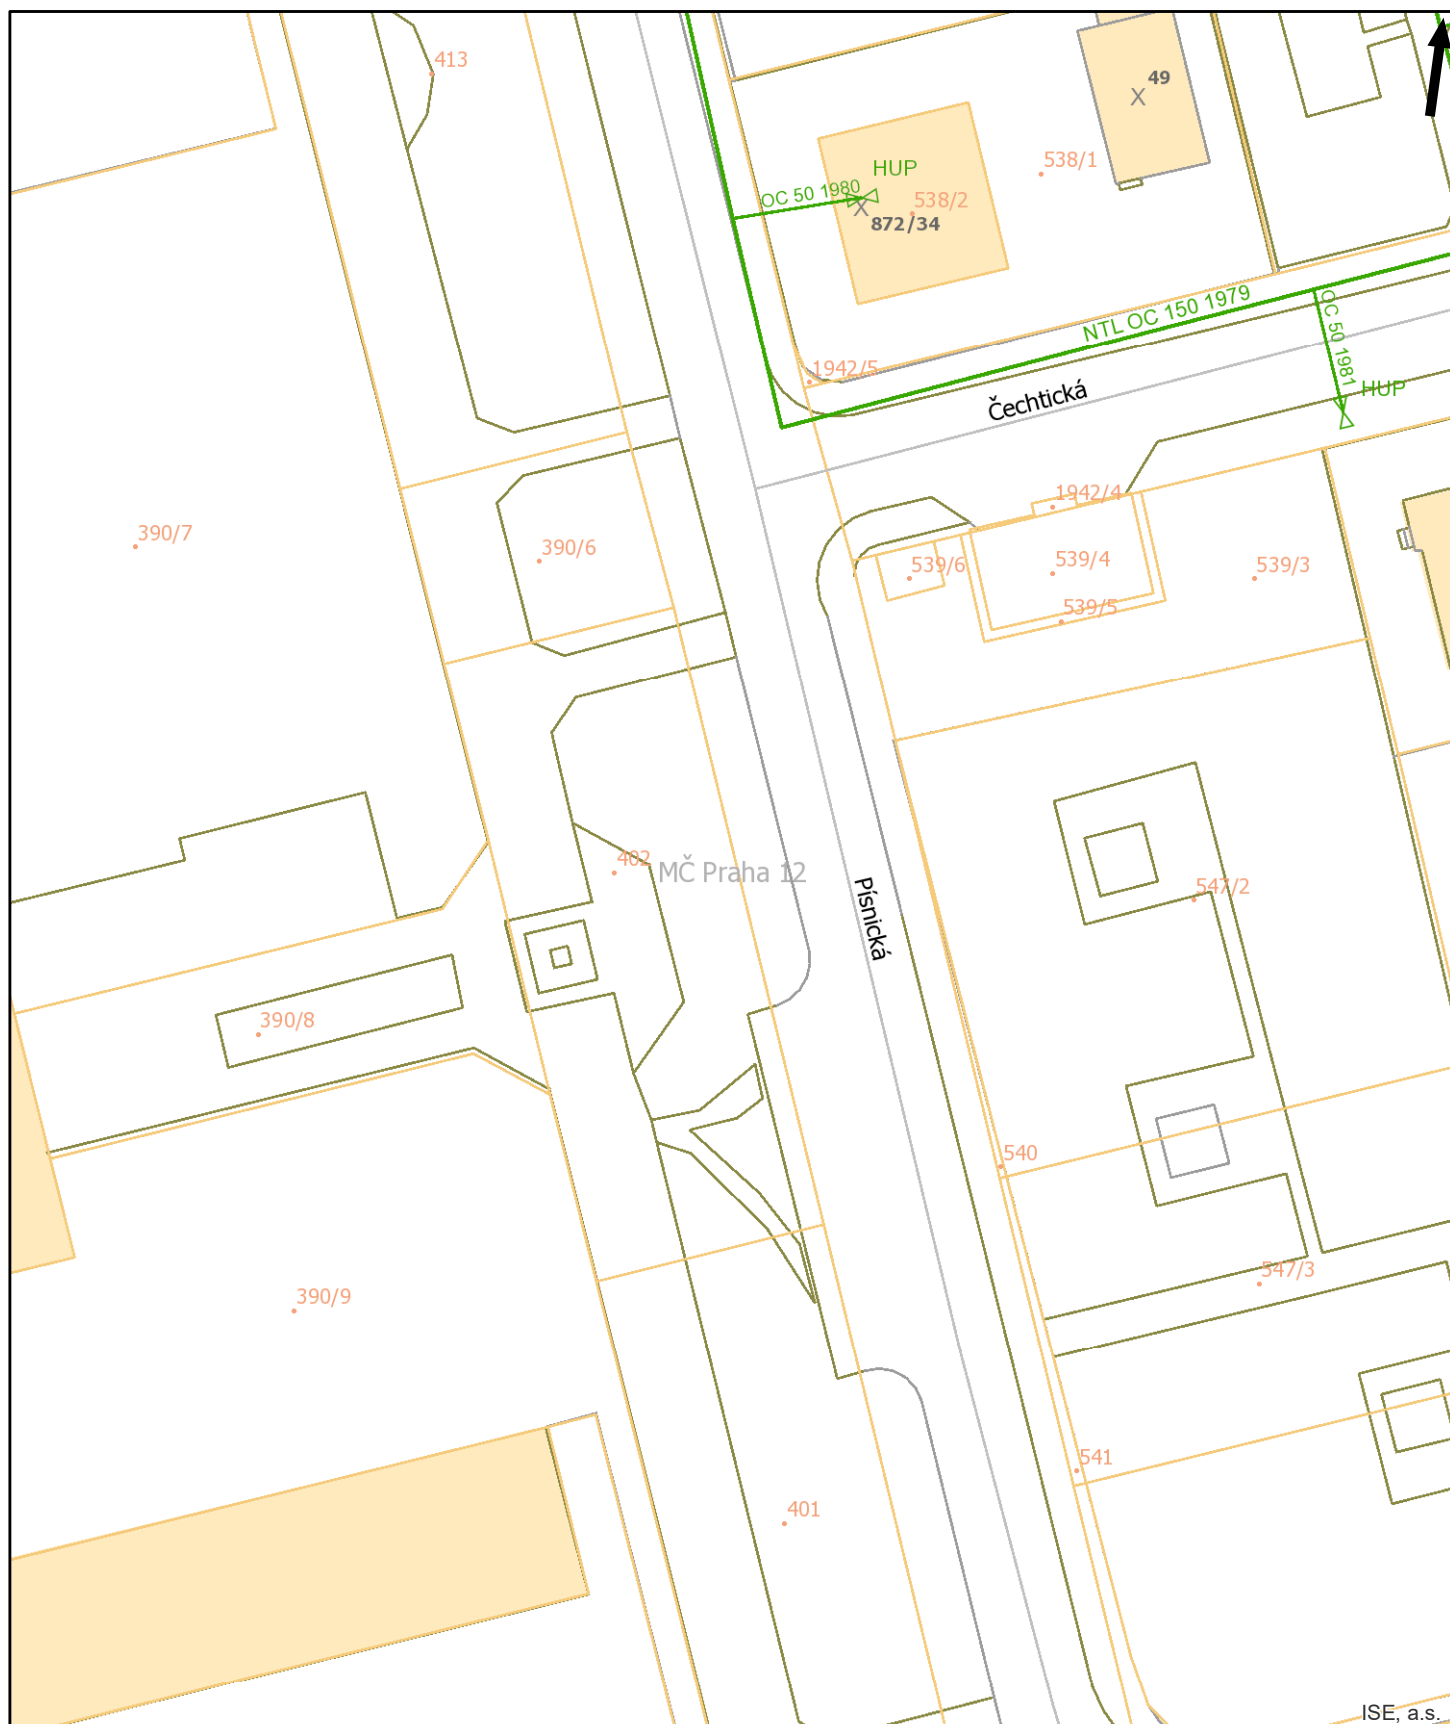 413
49
538/1
HUP
OC 50 1980
538/2
872/34
NTL OC 150 1979
OC 50 1981
1942/5
HUP
Čechtická
1942/4
390/7
390/6
539/6
539/4
539/3
539/5
402
MČ Praha 12
547/2
Písnická
390/8
540
547/3
390/9
541
401
ISE, a.s.